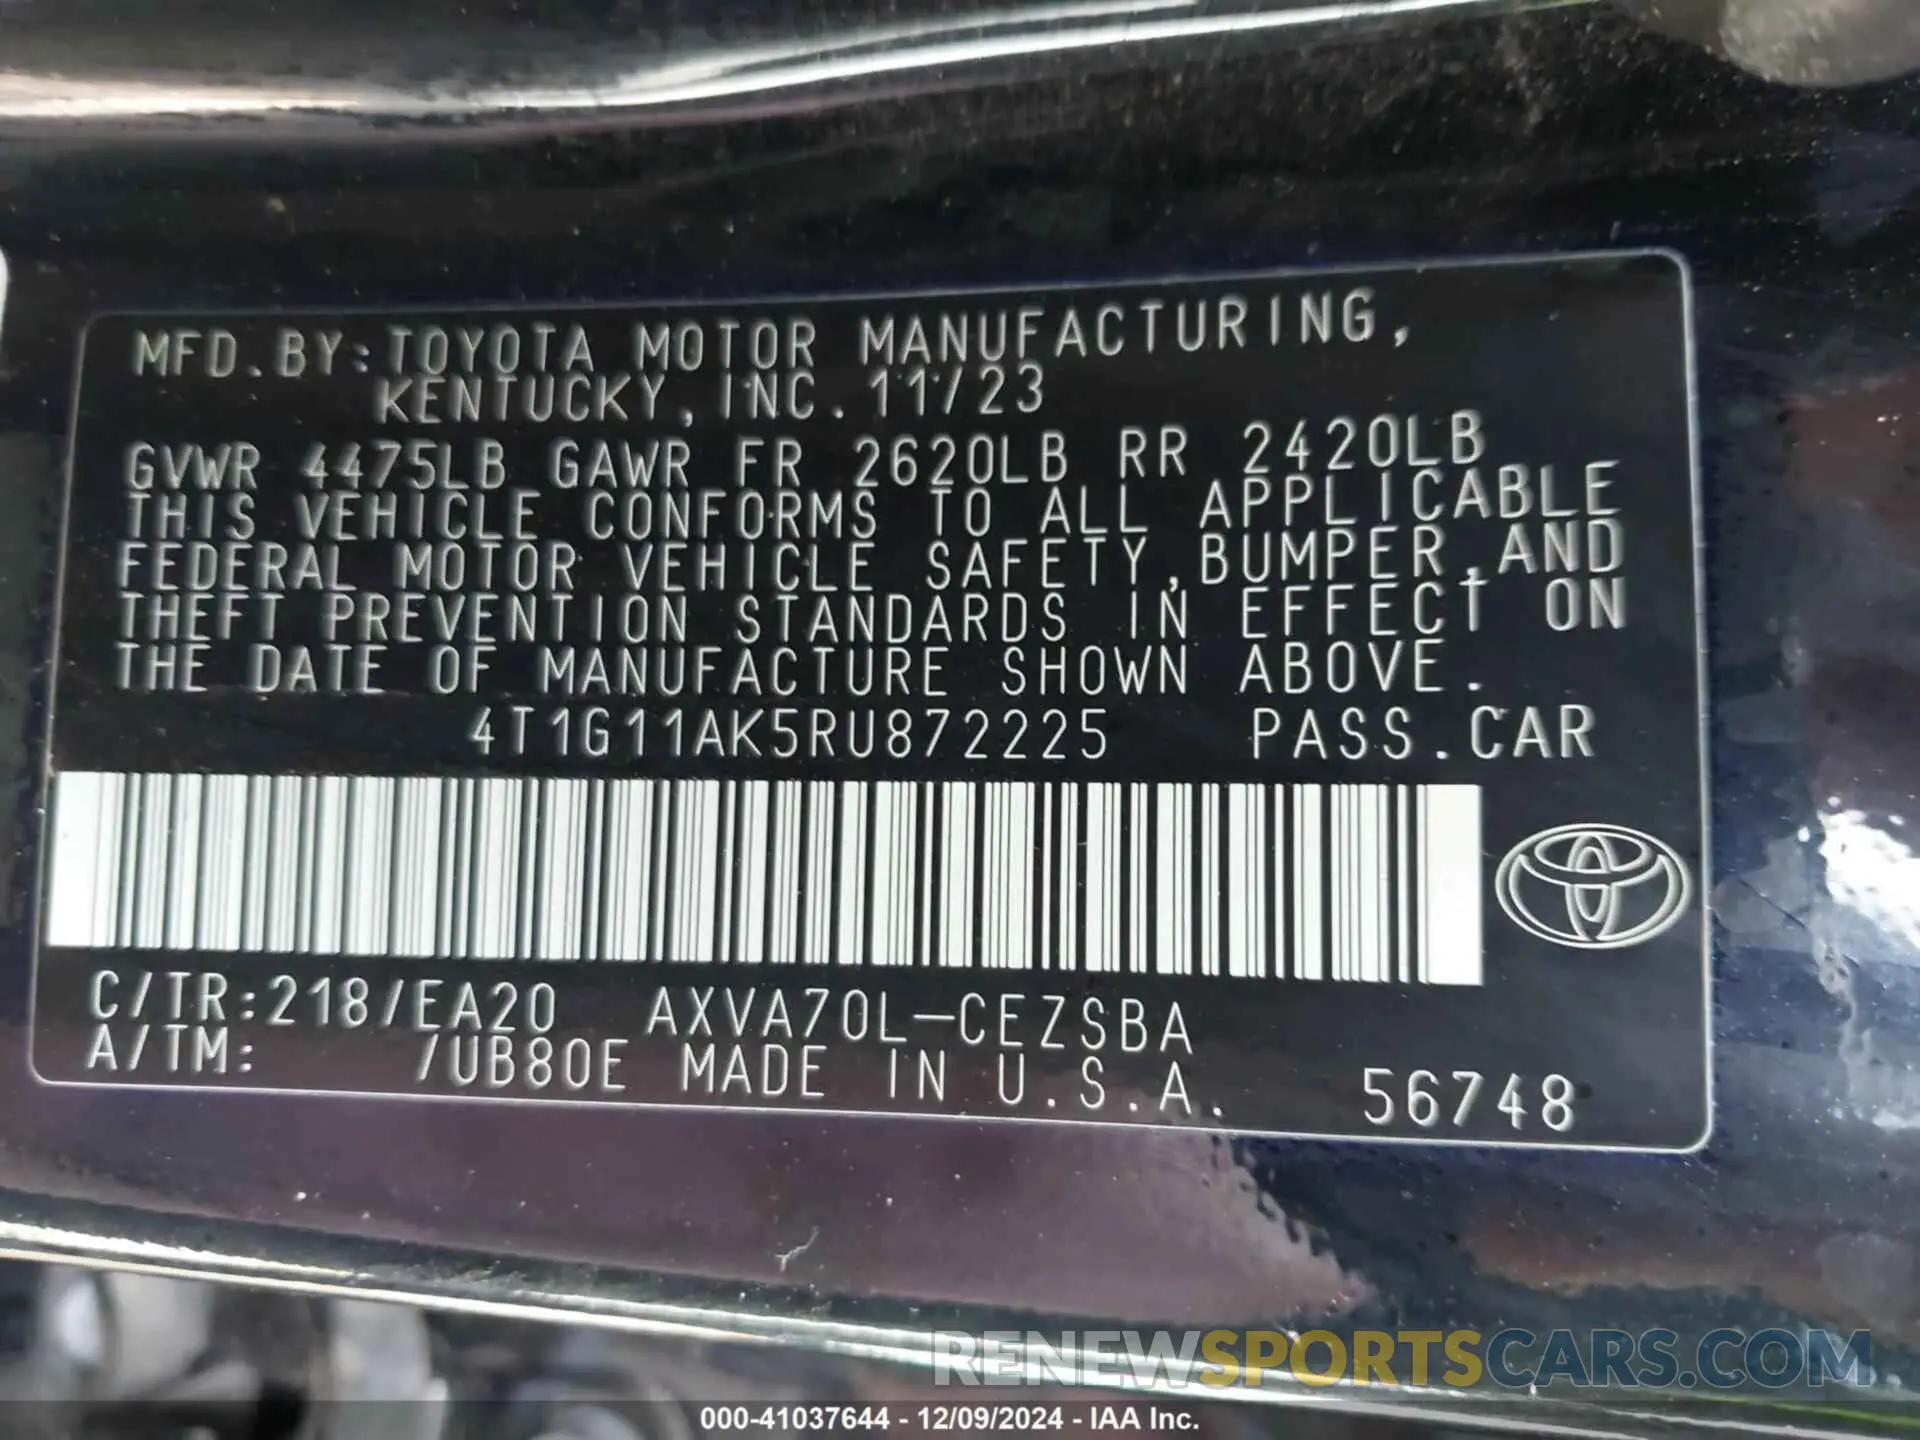 MFD.BY:TOYOTA MOTOR MANUFACTURING,
KENTUCKY,INC.11/23
GVWR 4475LB GAWR FR 2620LB RR 2420LB
THIS VEHICLE CONFORMS TO ALL APPLICABLE
FEDERAL MOTOR VEHICLE SAFETY,BUMPER,AND
THEFT PREVENTION STANDARDS IN EFFECT ON
THE DATE OF MANUFACTURE SHOWN ABOVE.
4T1G11AK5RU872225 PASS.CAR
C/TR:218/EA20 AXVA70L-CEZSBA
A/TM: /UB80E MADE IN U.S.A. 56748
RENEWSPORTSCARS.COM
000-41037644 - 12/09/2024 - IAA Inc.